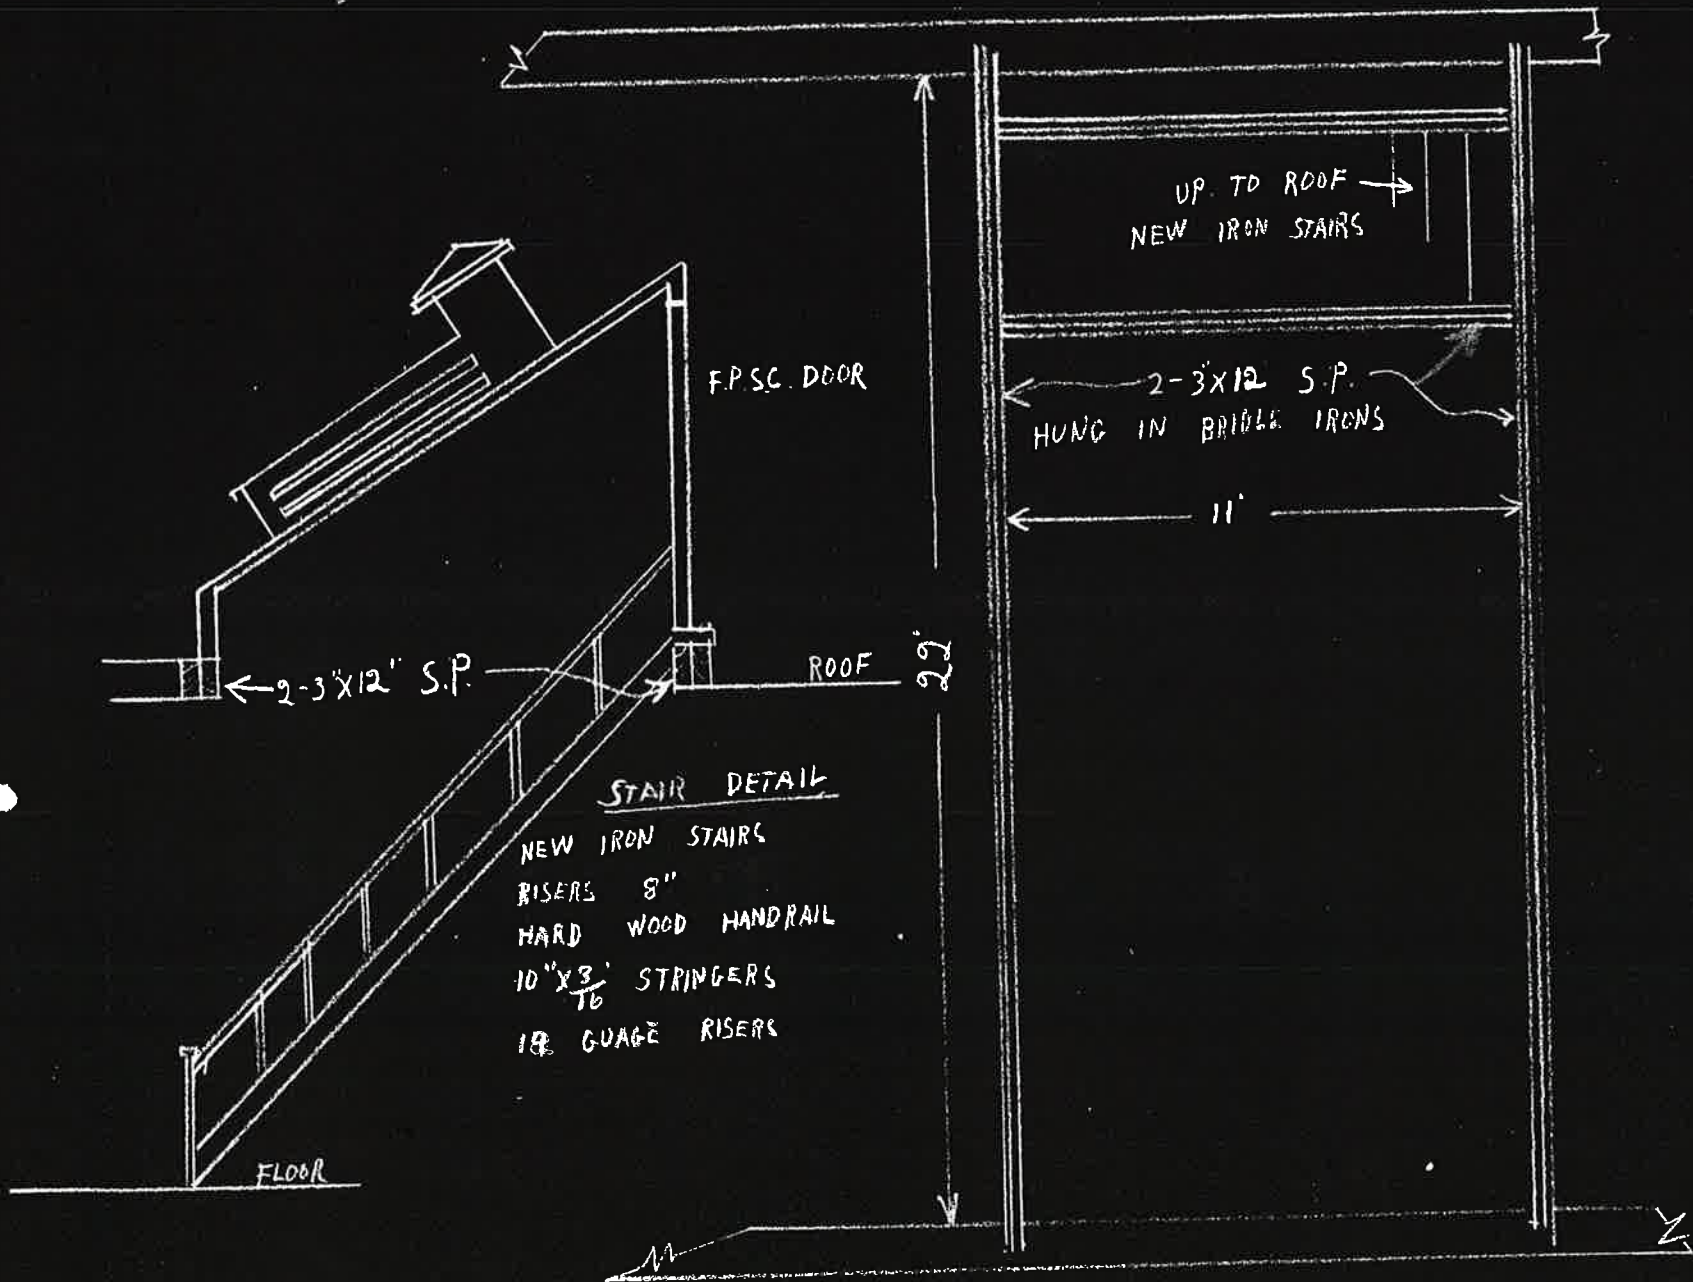 UP. TO ROOF
NEW IRON STAIRS
F.P.SC. DOOR
2-3"X12 S.P.
HUNG IN BRIDLE IRONS
11'
2-3"X12" S.P.
ROOF
22'
STAIR DETAIL
NEW IRON STAIRS
RISERS 8"
HARD WOOD HANDRAIL
10"X3/16" STRINGERS
GUAGE RISERS
FLOOR